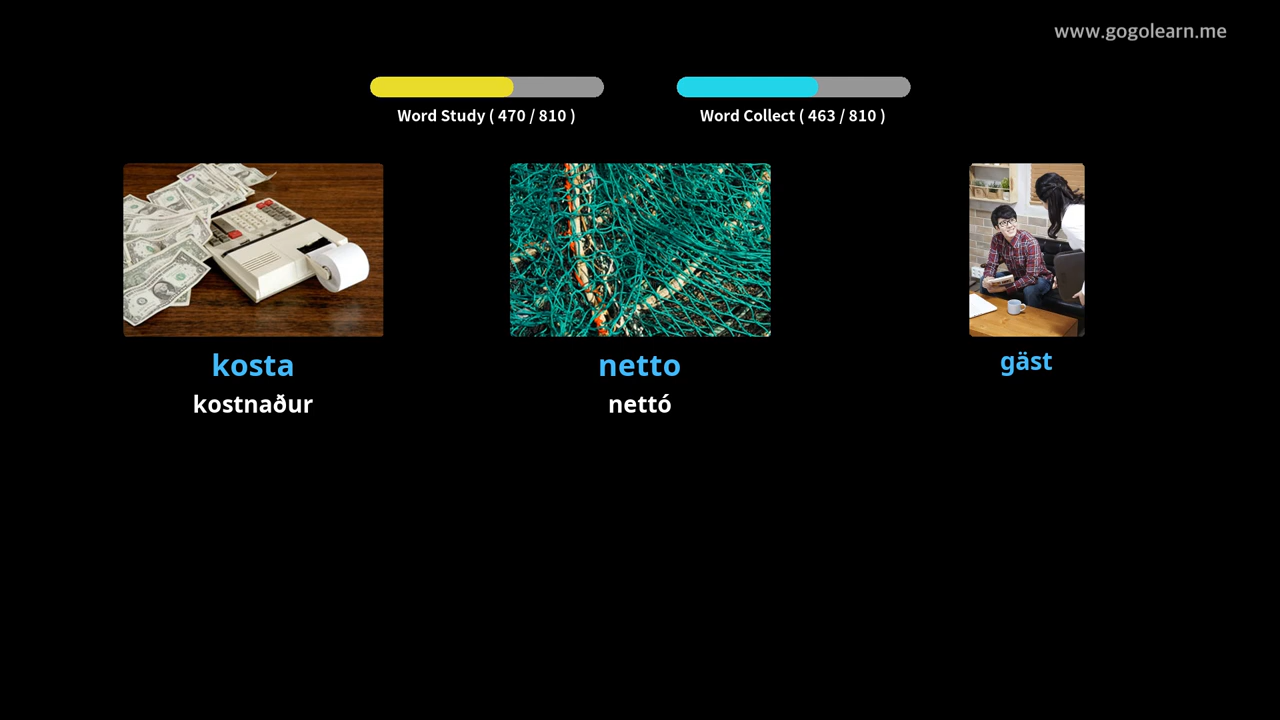 www.gogolearn.me
Word Study ( 470 / 810 )
Word Collect ( 463 / 810 )
kosta
kostnaður
netto
nettó
gäst